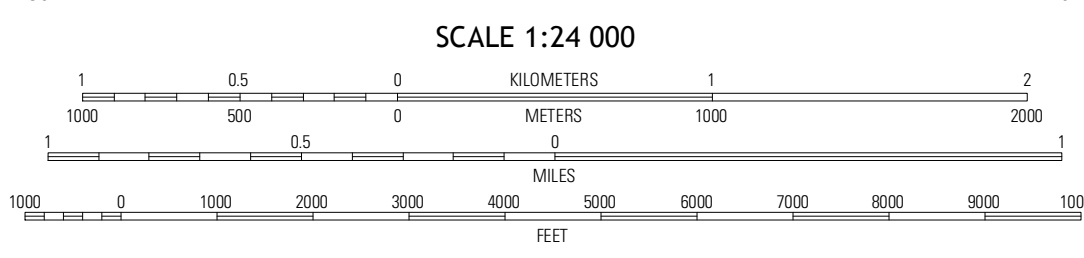 SCALE 1:24 000
1 0.5 0 KILOMETERS 1 2
1000 500 0 METERS 1000 2000
1 0.5 0 1
MILES
1000 0 1000 2000 3000 4000 5000 6000 7000 8000 9000 100
FEET